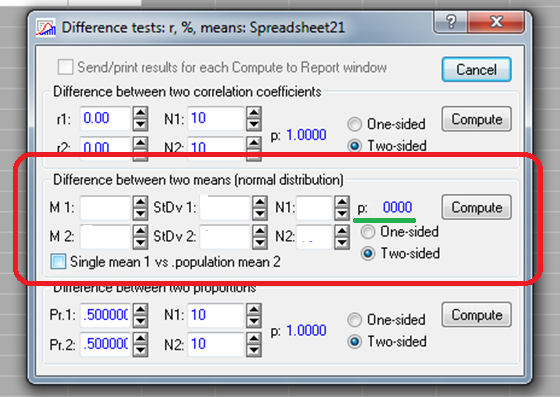 Difference tests: r, %, means: Spreadsheet21
Send/print results for each Compute to Report window
Cancel
Difference between two correlation coefficients
r1: 0.00 N1: 10 p: 1.0000 One-sided Compute
r2: 0.00 N2: 10 Two-sided
Difference between two means (normal distribution)
M 1: StDv 1: N1: p: 0000 Compute
M 2: StDv 2: N2: One-sided
Two-sided
Single mean 1 vs .population mean 2
Difference between two proportions
Pr.1: .500000 N1: 10 p: 1.0000 One-sided Compute
Pr.2: .500000 N2: 10 Two-sided